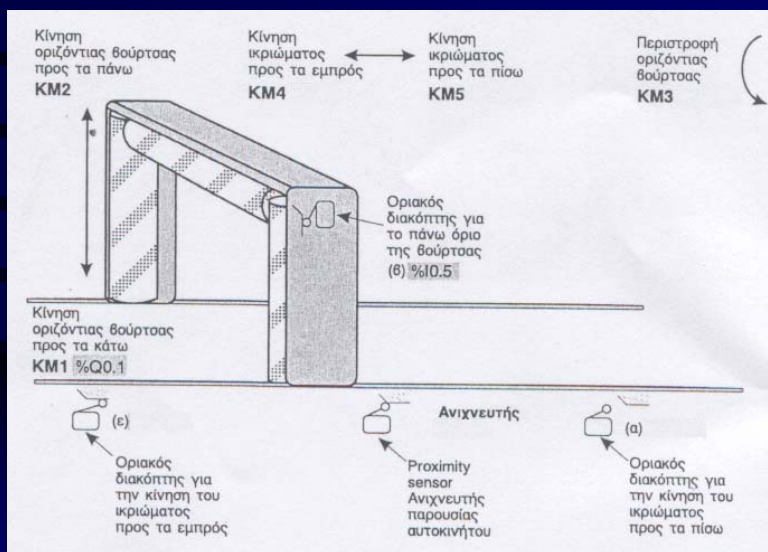 Κίνηση
οριζόντιας βούρτσας
προς τα πάνω
KM2
Κίνηση
ικριώματος
προς τα εμπρός
KM4
Κίνηση
ικριώματος
προς τα πίσω
KM5
Περιστροφή
οριζόντιας
βούρτσας
KM3
Οριακός
διακόπτης για
το πάνω όριο
της βούρτσας
(β) %I0.5
Κίνηση
οριζόντιας βούρτσας
προς τα κάτω
KM1 %Q0.1
(ε)
Οριακός
διακόπτης για
την κίνηση του
ικριώματος
προς τα εμπρός
Ανιχνευτής
Proximity
sensor
Ανιχνευτής
παρουσίας
αυτοκινήτου
(α)
Οριακός
διακόπτης για
την κίνηση του
ικριώματος
προς τα πίσω